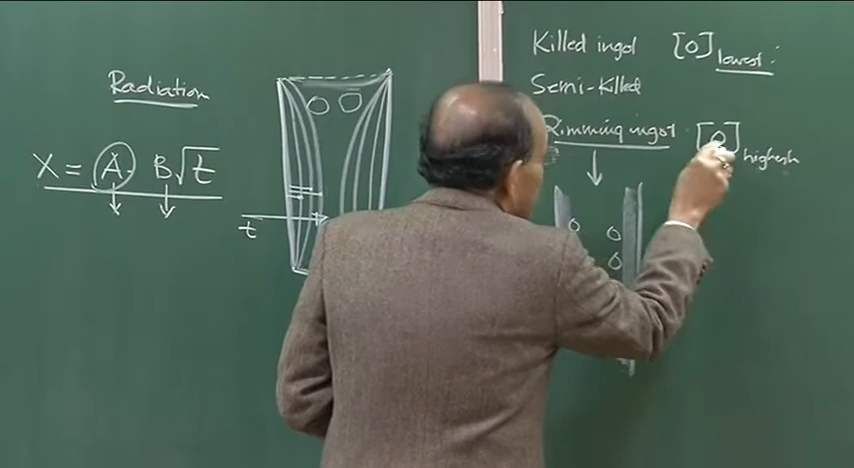 Radiation
X = A. B√t
t
Killed ingot [O] lowest:
Semi-Killed
Rimming ingot [O] highest